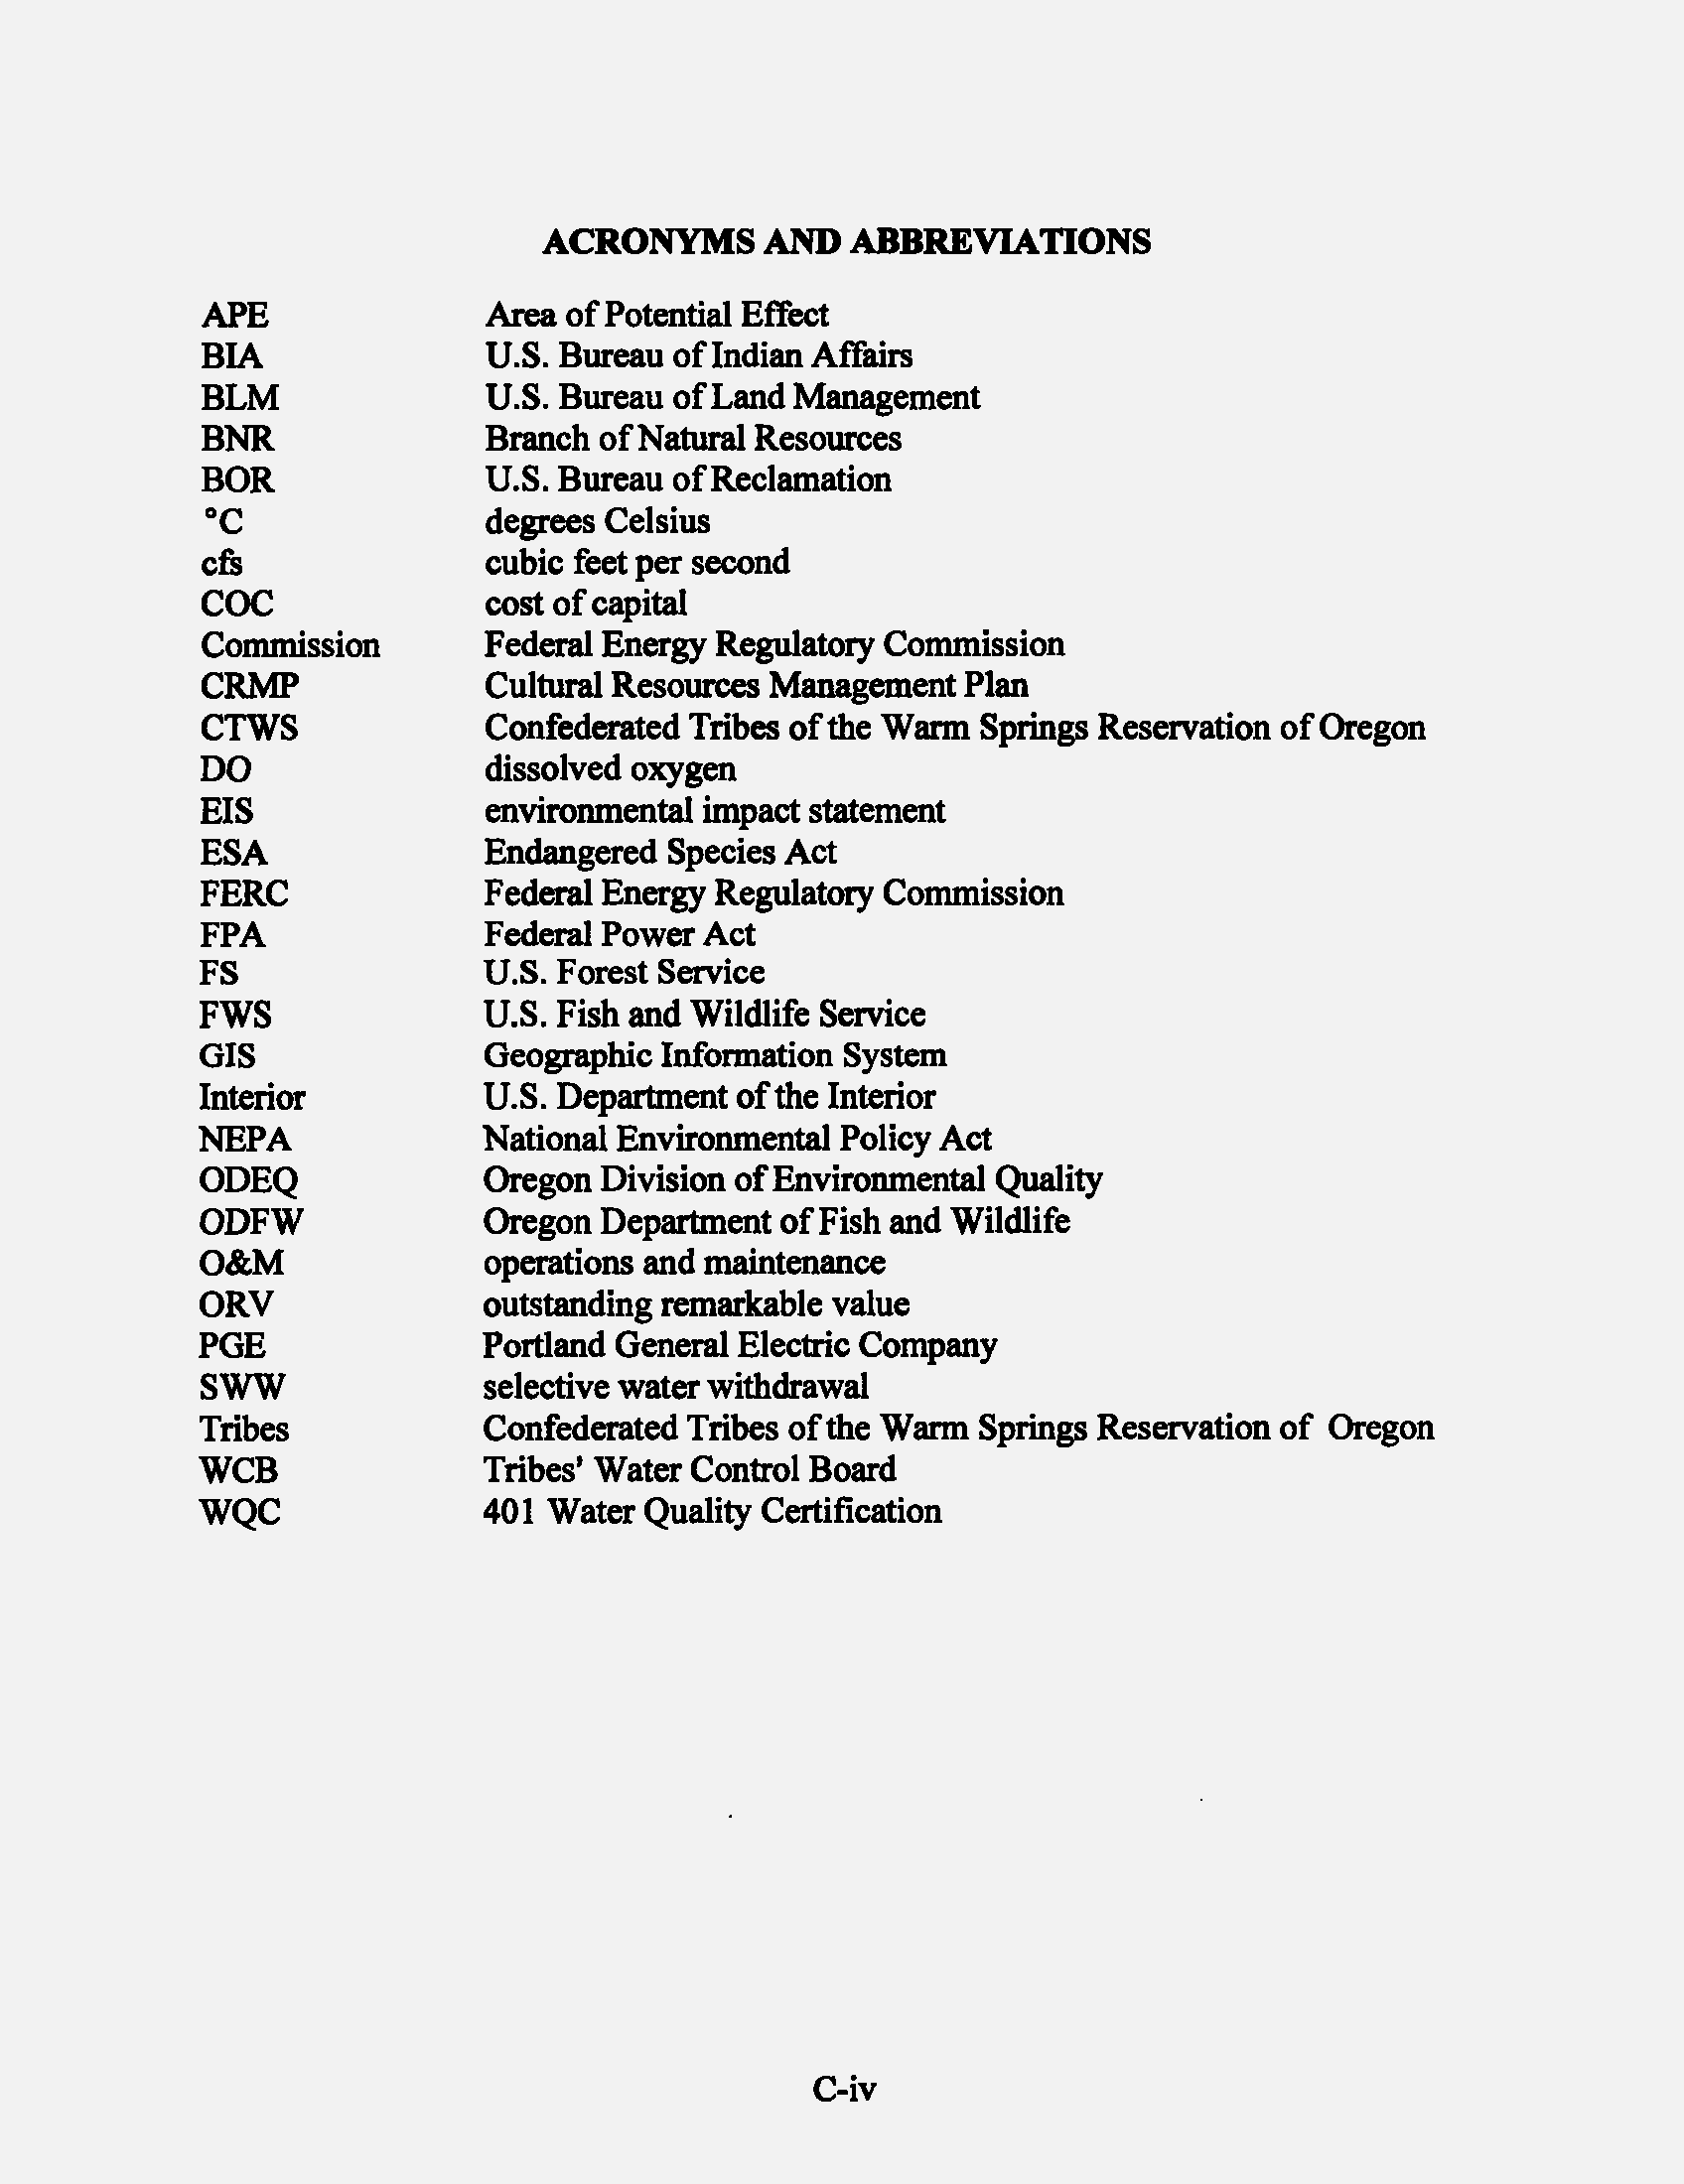 ACRONYMS AND ABBREVIATIONS
APE Area of Potential Effect
BIA U.S. Bureau of Indian Affairs
BLM U.S. Bureau of Land Management
BNR Branch of Natural Resources
BOR U.S. Bureau of Reclamation
°C degrees Celsius
cfs cubic feet per second
COC cost of capital
Commission Federal Energy Regulatory Commission
CRMP Cultural Resources Management Plan
CTWS Confederated Tribes of the Warm Springs Reservation of Oregon
DO dissolved oxygen
EIS environmental impact statement
ESA Endangered Species Act
FERC Federal Energy Regulatory Commission
FPA Federal Power Act
FS U.S. Forest Service
FWS U.S. Fish and Wildlife Service
GIS Geographic Information System
Interior U.S. Department of the Interior
NEPA National Environmental Policy Act
ODEQ Oregon Division of Environmental Quality
ODFW Oregon Department of Fish and Wildlife
O&M operations and maintenance
ORV outstanding remarkable value
PGE Portland General Electric Company
SWW selective water withdrawal
Tribes Confederated Tribes of the Warm Springs Reservation of Oregon
WCB Tribes' Water Control Board
WQC 401 Water Quality Certification
C-iv